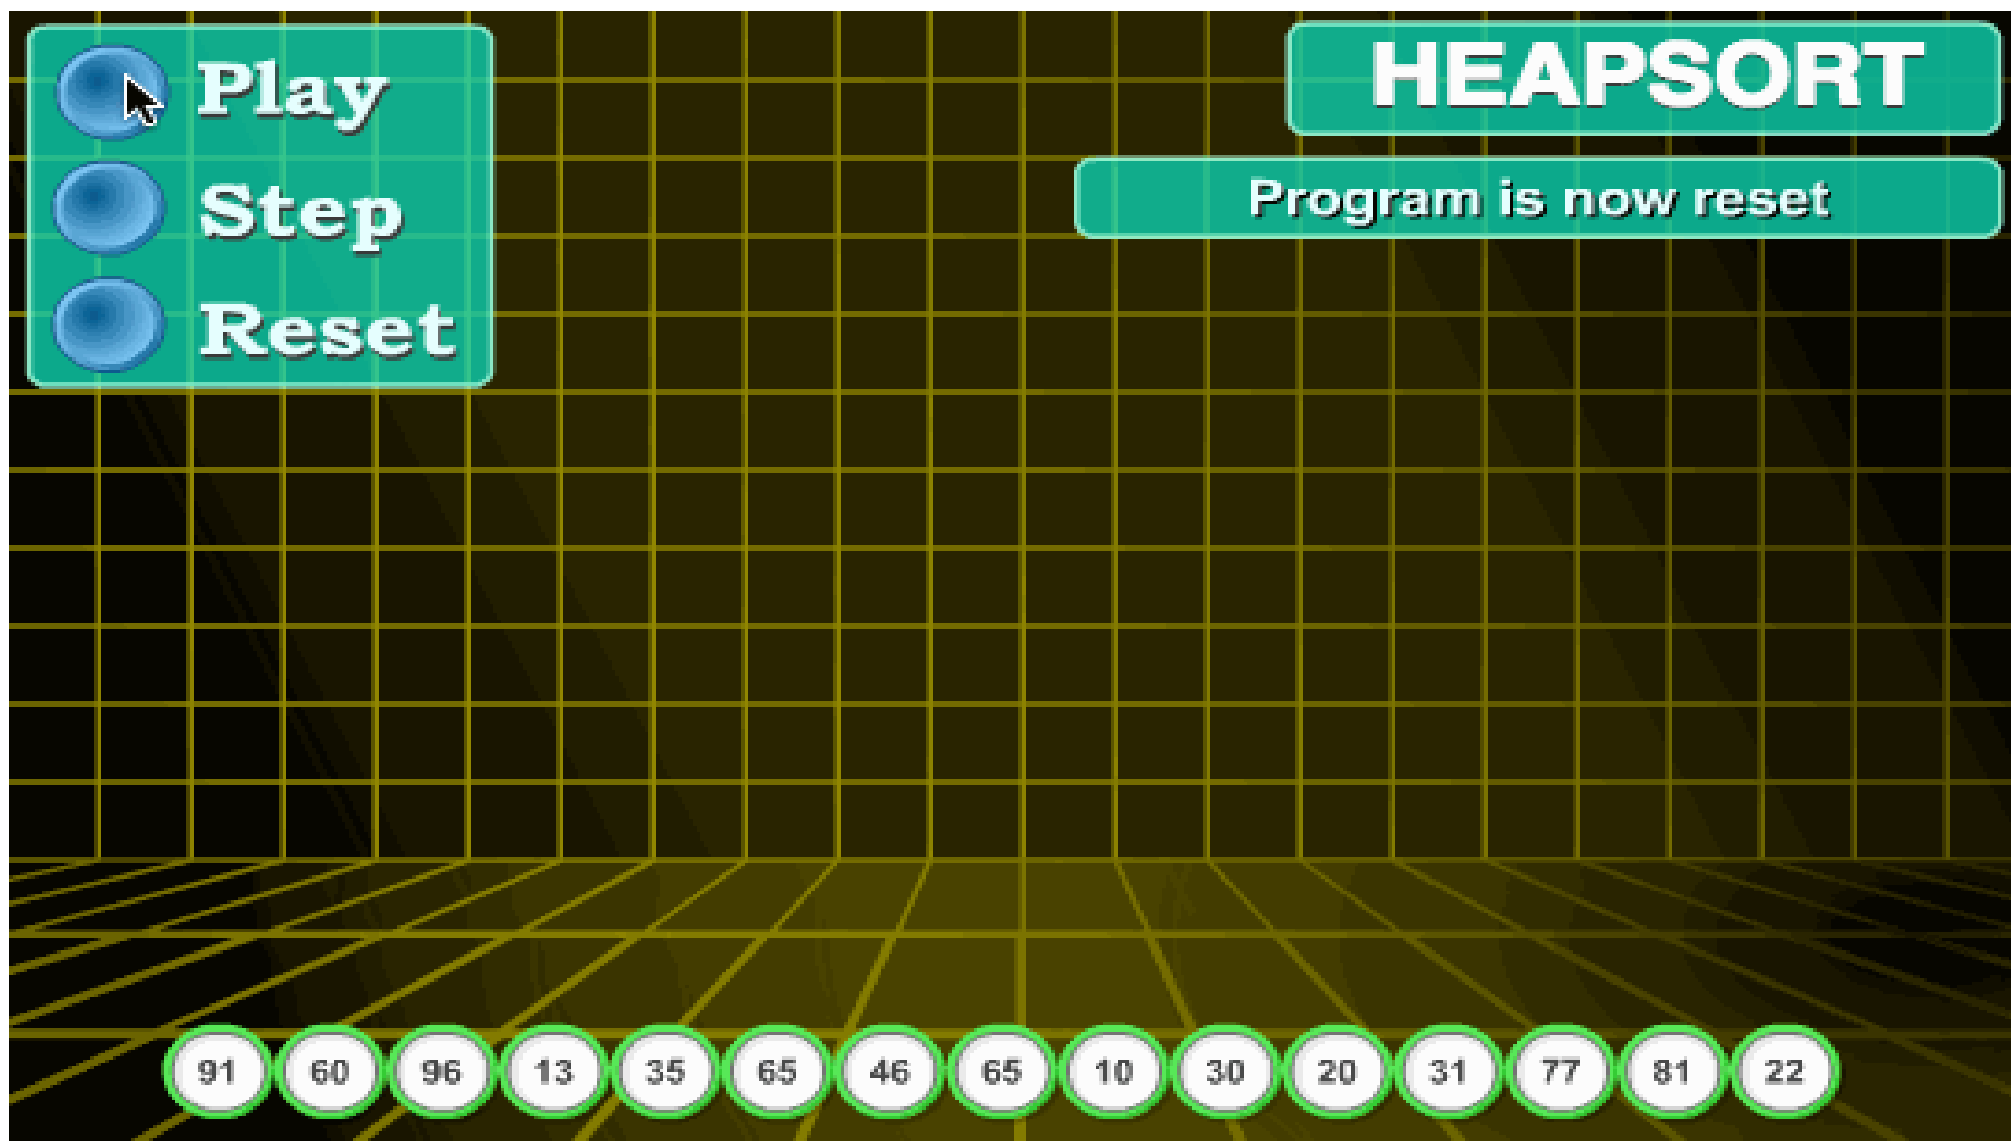 Play
Step
Reset
HEAPSORT
Program is now reset
91 60 96 13 35 65 46 65 10 30 20 31 77 81 22